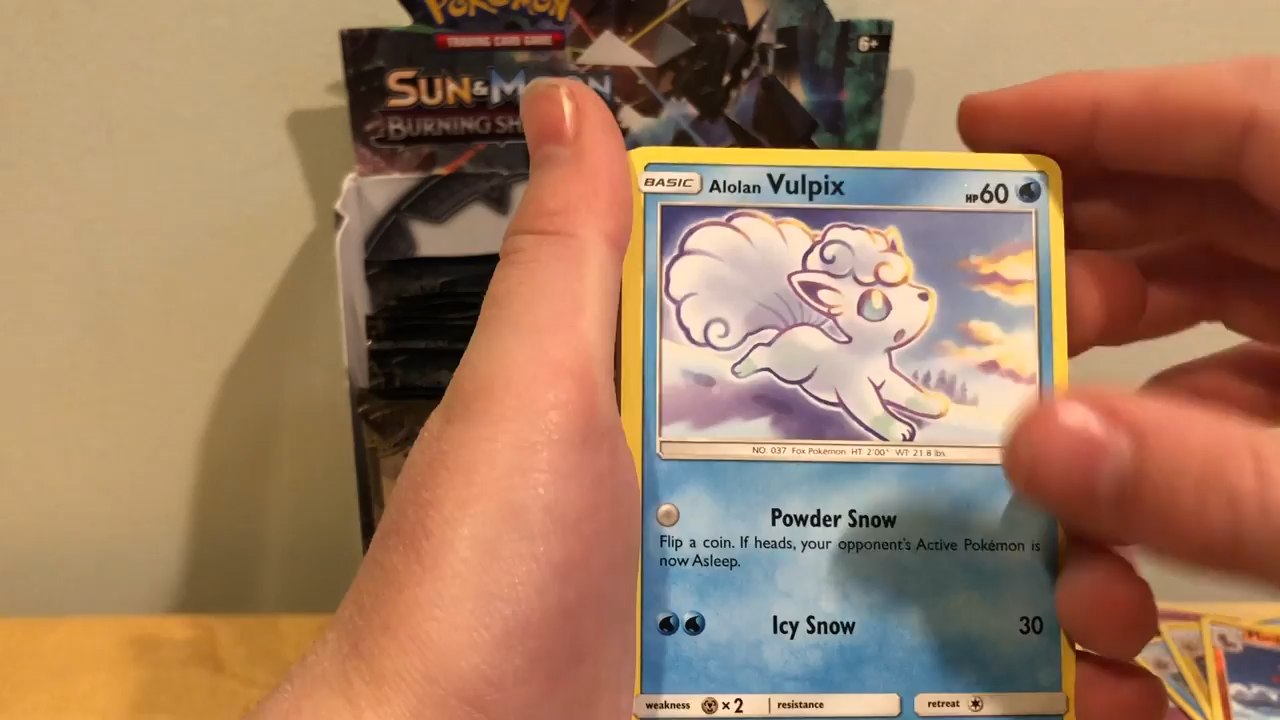 POKÉMON
TRADING CARD GAME
6+
SUN & MOON
BURNING SH
BASIC Alolan Vulpix HP 60
NO. 037 Fox Pokémon HT 2'00" WT 21.8 lbs.
Powder Snow
Flip a coin. If heads, your opponent's Active Pokémon is
now Asleep.
Icy Snow 30
weakness ×2 resistance retreat